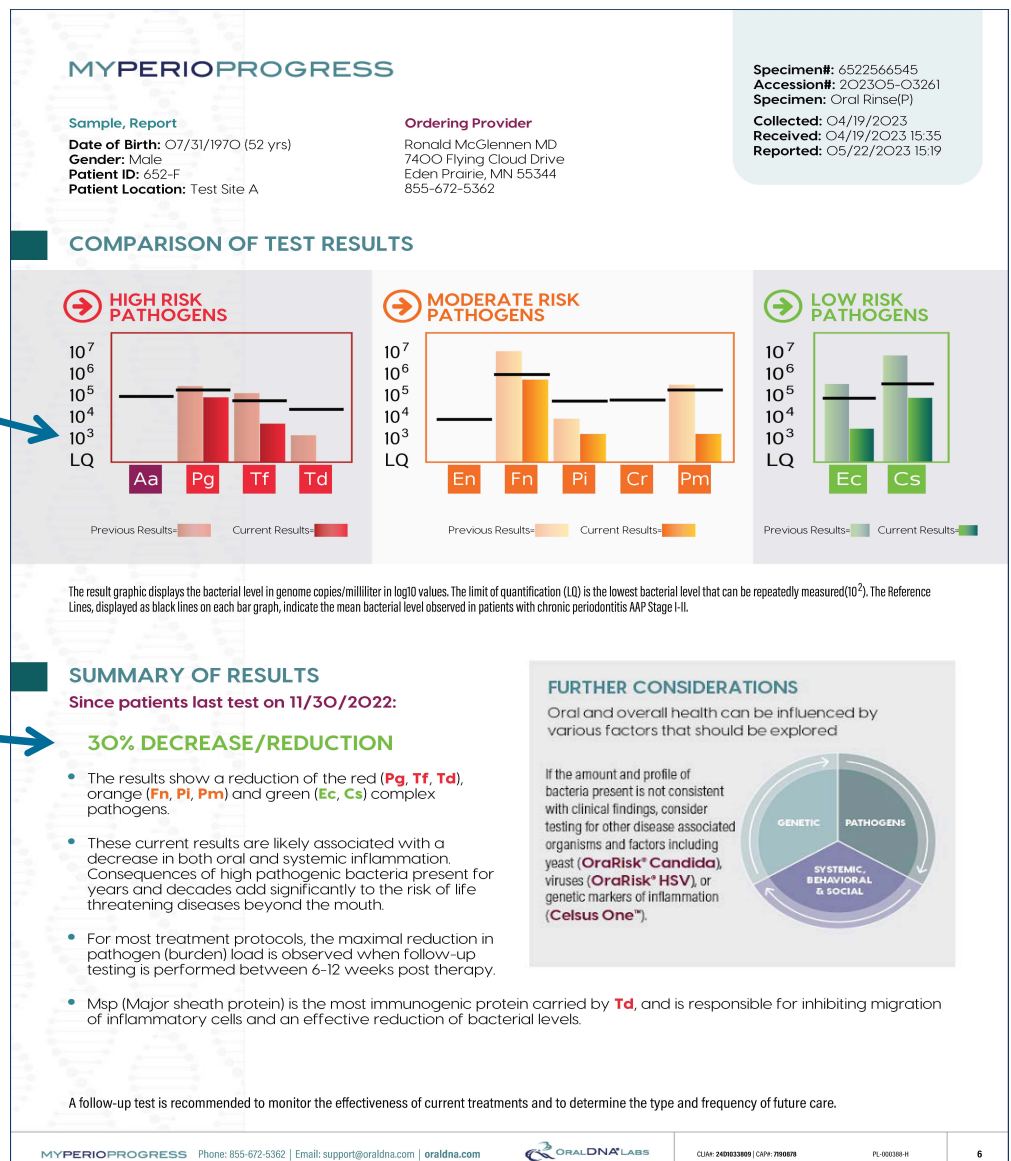 MYPERIOPROGRESS
Specimen#: 6522566545
Accession#: 202305-03261
Specimen: Oral Rinse(P)
Collected: 04/19/2023
Received: 04/19/2023 15:35
Reported: 05/22/2023 15:19
Sample, Report
Date of Birth: 07/31/1970 (52 yrs)
Gender: Male
Patient ID: 652-F
Patient Location: Test Site A
Ordering Provider
Ronald McGlennen MD
7400 Flying Cloud Drive
Eden Prairie, MN 55344
855-672-5362
COMPARISON OF TEST RESULTS
HIGH RISK
PATHOGENS
10⁷
10⁶
10⁵
10⁴
10³
LQ
Aa Pg Tf Td
Previous Results= Current Results=
MODERATE RISK
PATHOGENS
10⁷
10⁶
10⁵
10⁴
10³
LQ
En Fn Pi Cr Pm
Previous Results= Current Results=
LOW RISK
PATHOGENS
10⁷
10⁶
10⁵
10⁴
10³
LQ
Ec Cs
Previous Results= Current Results=
The result graphic displays the bacterial level in genome copies/milliliter in log10 values. The limit of quantification (LQ) is the lowest bacterial level that can be repeatedly measured(10²). The Reference
Lines, displayed as black lines on each bar graph, indicate the mean bacterial level observed in patients with chronic periodontitis AAP Stage I-II.
SUMMARY OF RESULTS
Since patients last test on 11/30/2022:
30% DECREASE/REDUCTION
• The results show a reduction of the red (Pg, Tf, Td),
orange (Fn, Pi, Pm) and green (Ec, Cs) complex
pathogens.
• These current results are likely associated with a
decrease in both oral and systemic inflammation.
Consequences of high pathogenic bacteria present for
years and decades add significantly to the risk of life
threatening diseases beyond the mouth.
• For most treatment protocols, the maximal reduction in
pathogen (burden) load is observed when follow-up
testing is performed between 6-12 weeks post therapy.
• Msp (Major sheath protein) is the most immunogenic protein carried by Td, and is responsible for inhibiting migration
of inflammatory cells and an effective reduction of bacterial levels.
FURTHER CONSIDERATIONS
Oral and overall health can be influenced by
various factors that should be explored
If the amount and profile of
bacteria present is not consistent
with clinical findings, consider
testing for other disease associated
organisms and factors including
yeast (OraRisk® Candida),
viruses (OraRisk® HSV), or
genetic markers of inflammation
(Celsus One™).
GENETIC
PATHOGENS
SYSTEMIC,
BEHAVIORAL
& SOCIAL
A follow-up test is recommended to monitor the effectiveness of current treatments and to determine the type and frequency of future care.
MYPERIOPROGRESS Phone: 855-672-5362 | Email: support@oraldna.com | oraldna.com
ORALDNA® LABS
CLIA#: 24D1033809 | CAP#: 7190878
PL-000388-H
6